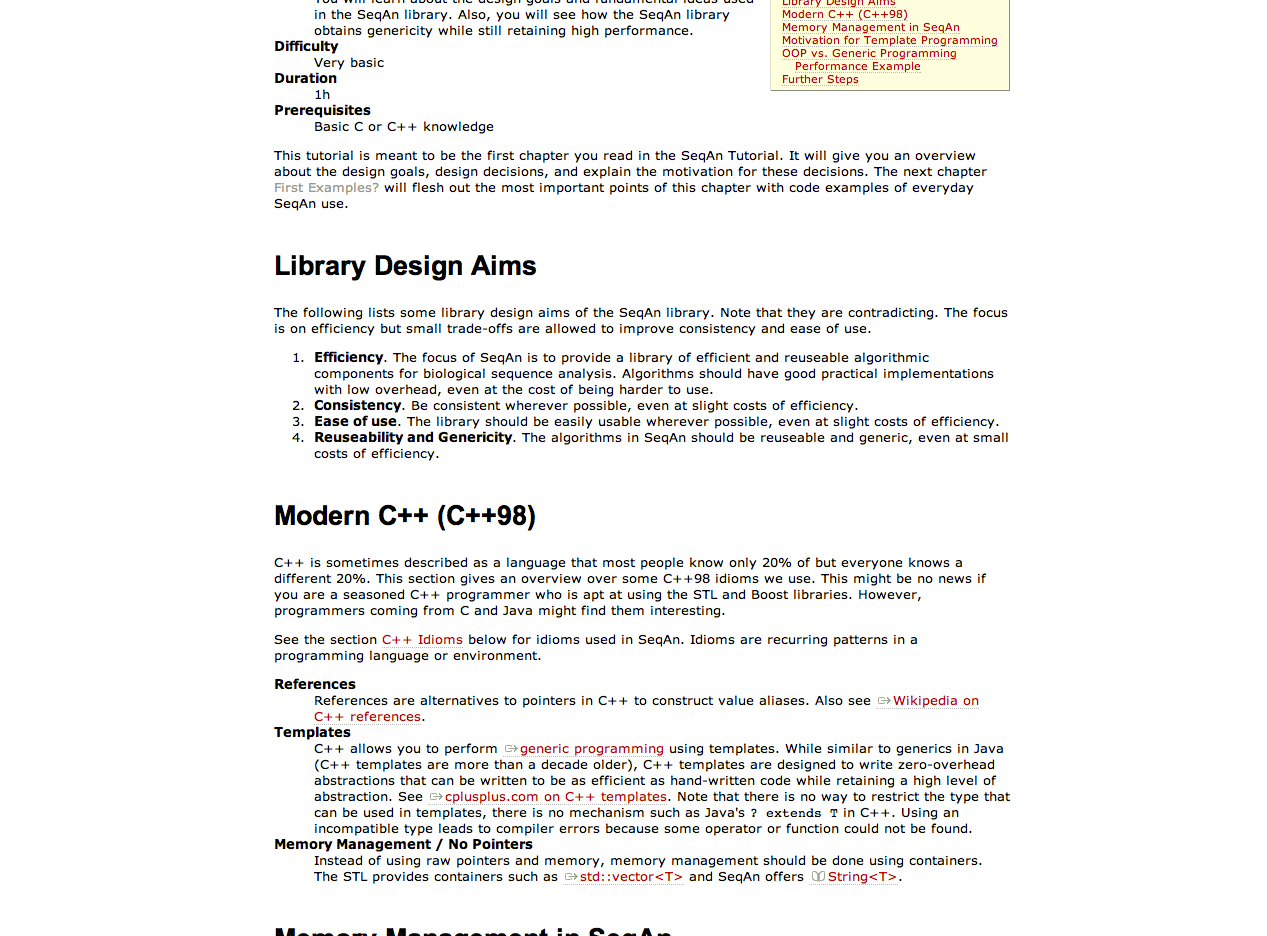 You will learn about the design goals and fundamental ideas used
in the SeqAn library. Also, you will see how the SeqAn library
obtains genericity while still retaining high performance.
Difficulty
Very basic
Duration
1h
Prerequisites
Basic C or C++ knowledge
Library Design Aims
Modern C++ (C++98)
Memory Management in SeqAn
Motivation for Template Programming
OOP vs. Generic Programming
Performance Example
Further Steps
This tutorial is meant to be the first chapter you read in the SeqAn Tutorial. It will give you an overview
about the design goals, design decisions, and explain the motivation for these decisions. The next chapter
First Examples? will flesh out the most important points of this chapter with code examples of everyday
SeqAn use.
Library Design Aims
The following lists some library design aims of the SeqAn library. Note that they are contradicting. The focus
is on efficiency but small trade-offs are allowed to improve consistency and ease of use.
1. Efficiency. The focus of SeqAn is to provide a library of efficient and reuseable algorithmic
components for biological sequence analysis. Algorithms should have good practical implementations
with low overhead, even at the cost of being harder to use.
2. Consistency. Be consistent wherever possible, even at slight costs of efficiency.
3. Ease of use. The library should be easily usable wherever possible, even at slight costs of efficiency.
4. Reuseability and Genericity. The algorithms in SeqAn should be reuseable and generic, even at small
costs of efficiency.
Modern C++ (C++98)
C++ is sometimes described as a language that most people know only 20% of but everyone knows a
different 20%. This section gives an overview over some C++98 idioms we use. This might be no news if
you are a seasoned C++ programmer who is apt at using the STL and Boost libraries. However,
programmers coming from C and Java might find them interesting.
See the section C++ Idioms below for idioms used in SeqAn. Idioms are recurring patterns in a
programming language or environment.
References
References are alternatives to pointers in C++ to construct value aliases. Also see Wikipedia on
C++ references.
Templates
C++ allows you to perform generic programming using templates. While similar to generics in Java
(C++ templates are more than a decade older), C++ templates are designed to write zero-overhead
abstractions that can be written to be as efficient as hand-written code while retaining a high level of
abstraction. See cplusplus.com on C++ templates. Note that there is no way to restrict the type that
can be used in templates, there is no mechanism such as Java's ? extends T in C++. Using an
incompatible type leads to compiler errors because some operator or function could not be found.
Memory Management / No Pointers
Instead of using raw pointers and memory, memory management should be done using containers.
The STL provides containers such as std::vector<T> and SeqAn offers String<T>.
Memory Management in SeqAn